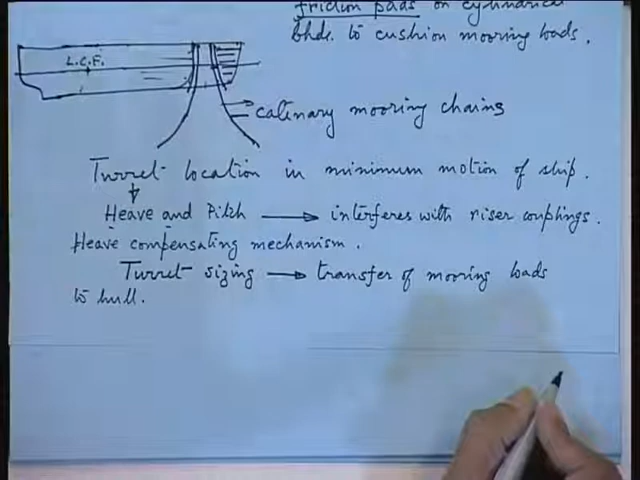 friction pads on cylindrical
bhds. to cushion mooring loads.
L.C.F.
catinary mooring chains
Turret location in minimum motion of ship.
Heave and Pitch → interferes with riser couplings.
Heave compensating mechanism.
Turret sizing → transfer of mooring loads
to hull.